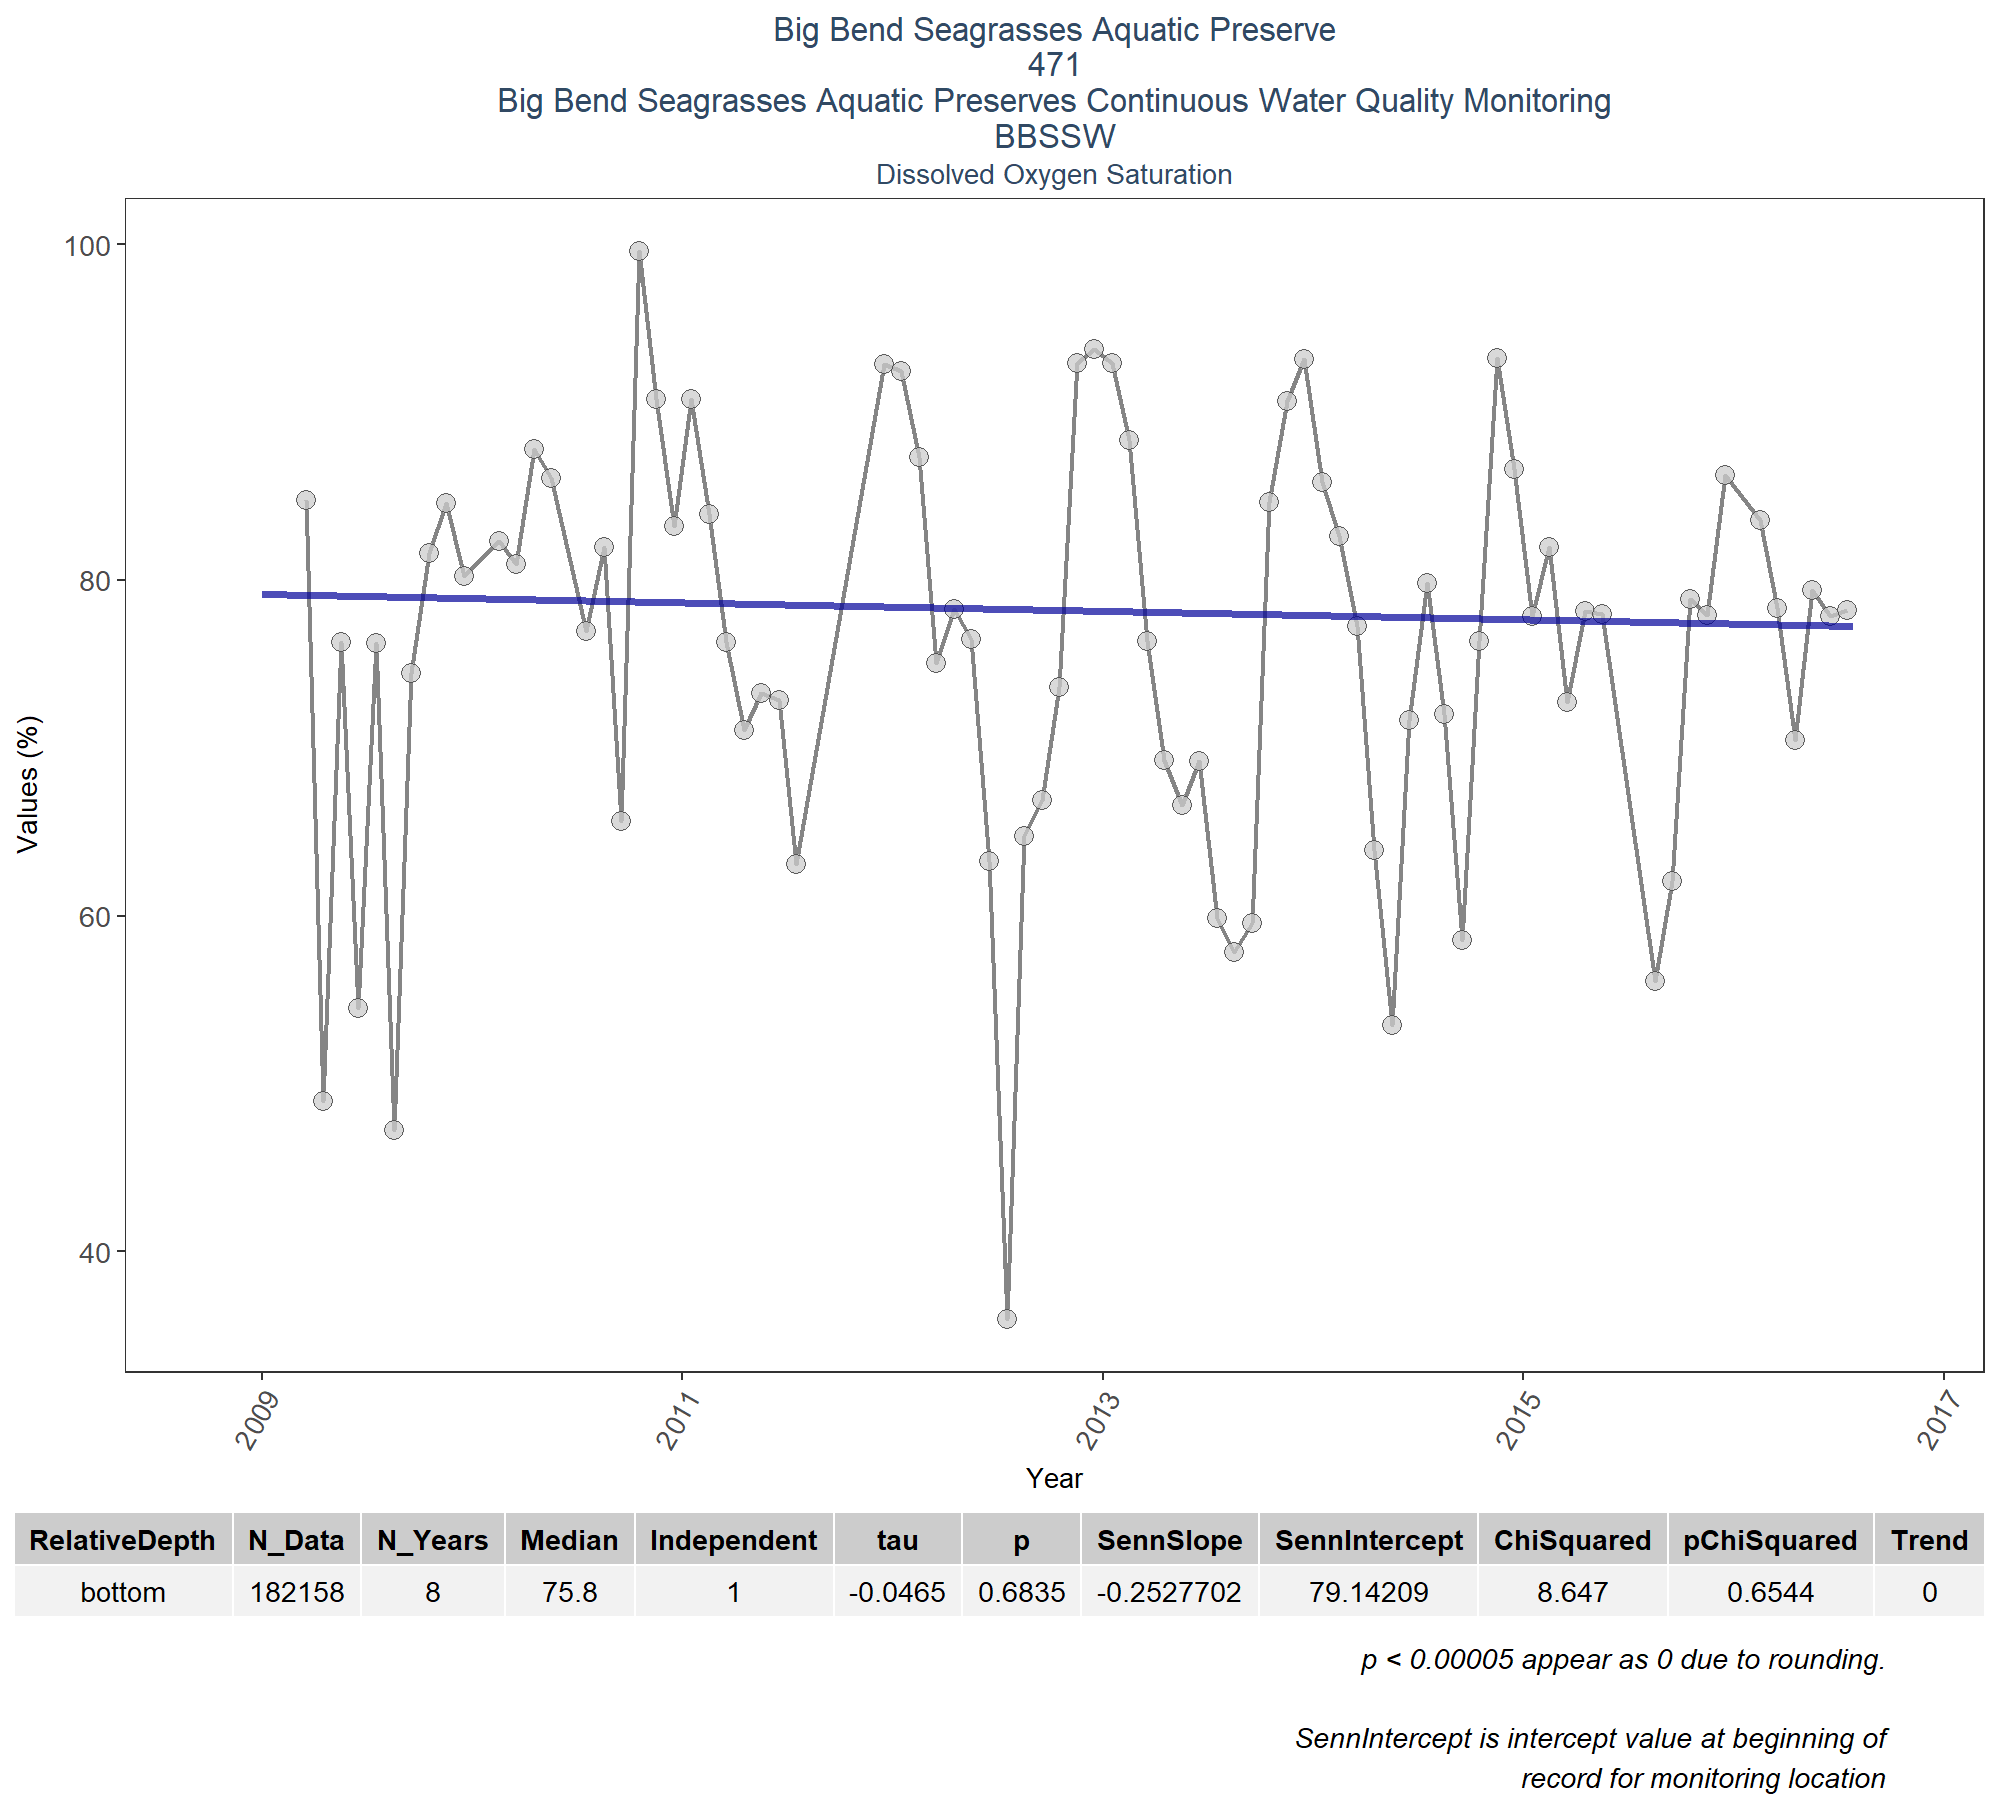 Big Bend Seagrasses Aquatic Preserve
471
Big Bend Seagrasses Aquatic Preserves Continuous Water Quality Monitoring
BBSSW
Dissolved Oxygen Saturation
100
80
60
40
Values (%)
2009 2011 2013 2015 2017
Year
RelativeDepth N_Data N_Years Median Independent tau p SennSlope SennIntercept ChiSquared pChiSquared Trend
bottom 182158 8 75.8 1 -0.0465 0.6835 -0.2527702 79.14209 8.647 0.6544 0
p < 0.00005 appear as 0 due to rounding.
SennIntercept is intercept value at beginning of
record for monitoring location